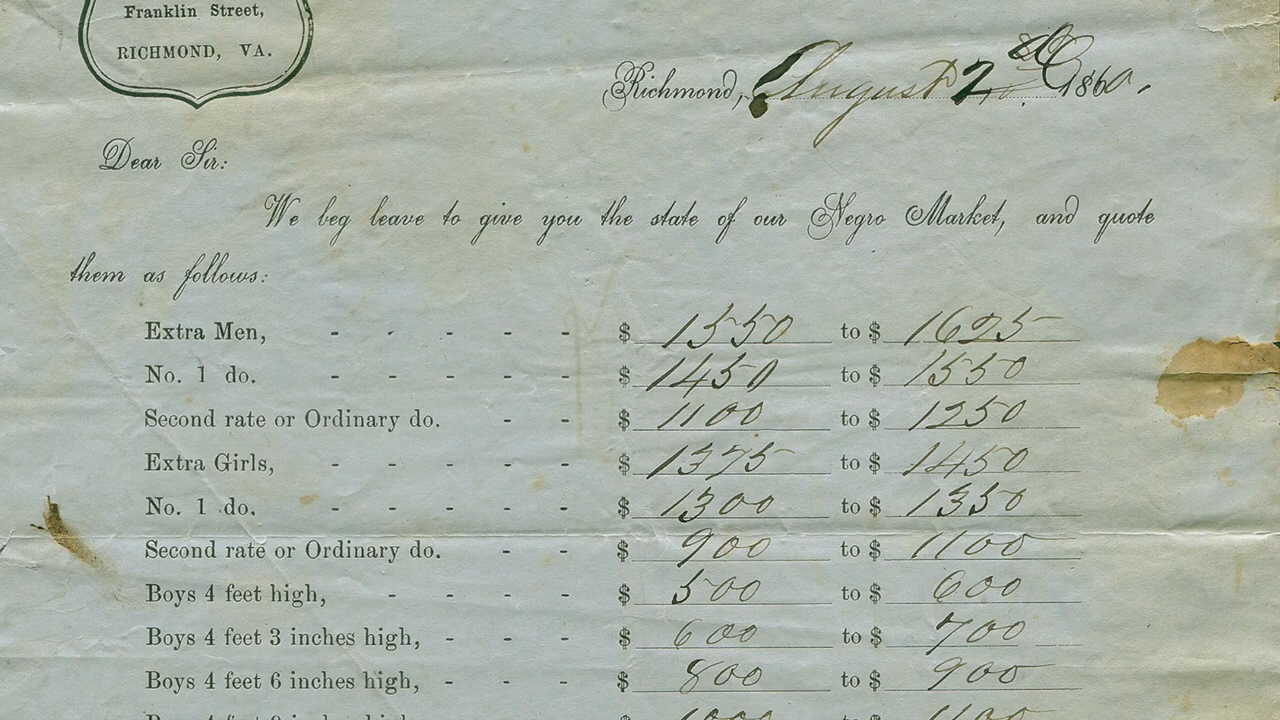 Franklin Street,
RICHMOND, VA.
Richmond, August 2d 1860.
Dear Sir:
We beg leave to give you the state of our Negro Market, and quote
them as follows:
Extra Men, - - - - - $ 1550 to $ 1625
No. 1 do. - - - - - $ 1450 to $ 1550
Second rate or Ordinary do. - - $ 1100 to $ 1250
Extra Girls, - - - - - $ 1375 to $ 1450
No. 1 do. - - - - - $ 1300 to $ 1350
Second rate or Ordinary do. - - $ 900 to $ 1100
Boys 4 feet high, - - - - $ 500 to $ 600
Boys 4 feet 3 inches high, - - - $ 600 to $ 700
Boys 4 feet 6 inches high, - - - $ 800 to $ 900